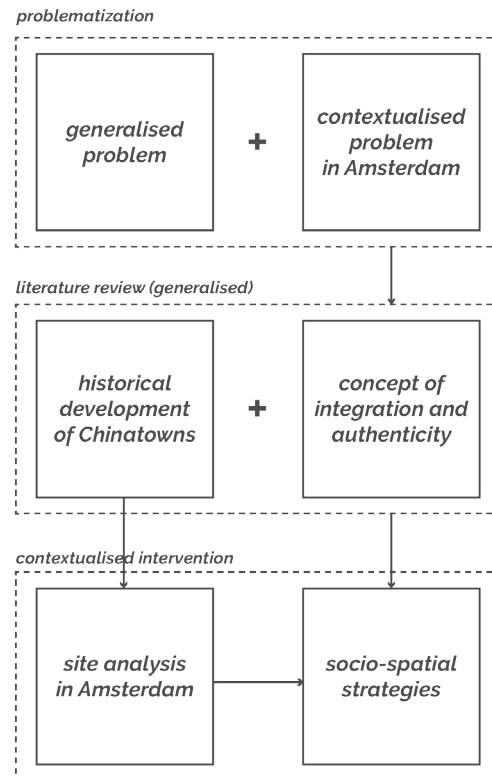 problematization
generalised
problem
+
contextualised
problem
in Amsterdam
literature review (generalised)
historical
development
of Chinatowns
+
concept of
integration and
authenticity
contextualised intervention
site analysis
in Amsterdam
socio-spatial
strategies